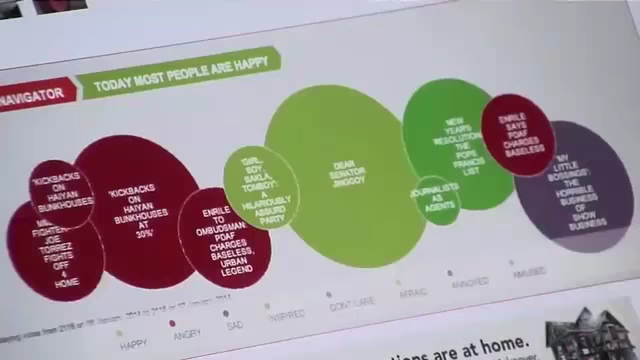 NAVIGATOR
TODAY MOST PEOPLE ARE HAPPY
'KICKBACKS
ON
HAIYAN
BUNKHOUSES
FIGHTER
JOE
TORREZ
FIGHTS
OFF
4
HOME
'KICKBACKS
ON
HAIYAN
BUNKHOUSES
AT
30%'
ENRILE
TO
OMBUDSMAN:
PDAF
CHARGES
BASELESS,
URBAN
LEGEND
'GIRL,
BOY,
BAKLA,
TOMBOY':
A
HILARIOUSLY
ABSURD
PARTY
DEAR
SENATOR
JINGGOY
NEW
YEAR'S
RESOLUTION:
THE
POPE
FRANCIS
LIST
JOURNALISTS
AS
AGENTS
ENRILE
SAYS
PDAF
CHARGES
BASELESS
'MY
LITTLE
BOSSINGS':
THE
HORRIBLE
BUSINESS
OF
SHOW
BUSINESS
HAPPY
ANGRY
SAD
INSPIRED
DON'T CARE
AFRAID
ANNOYED
AMUSED
are at home.